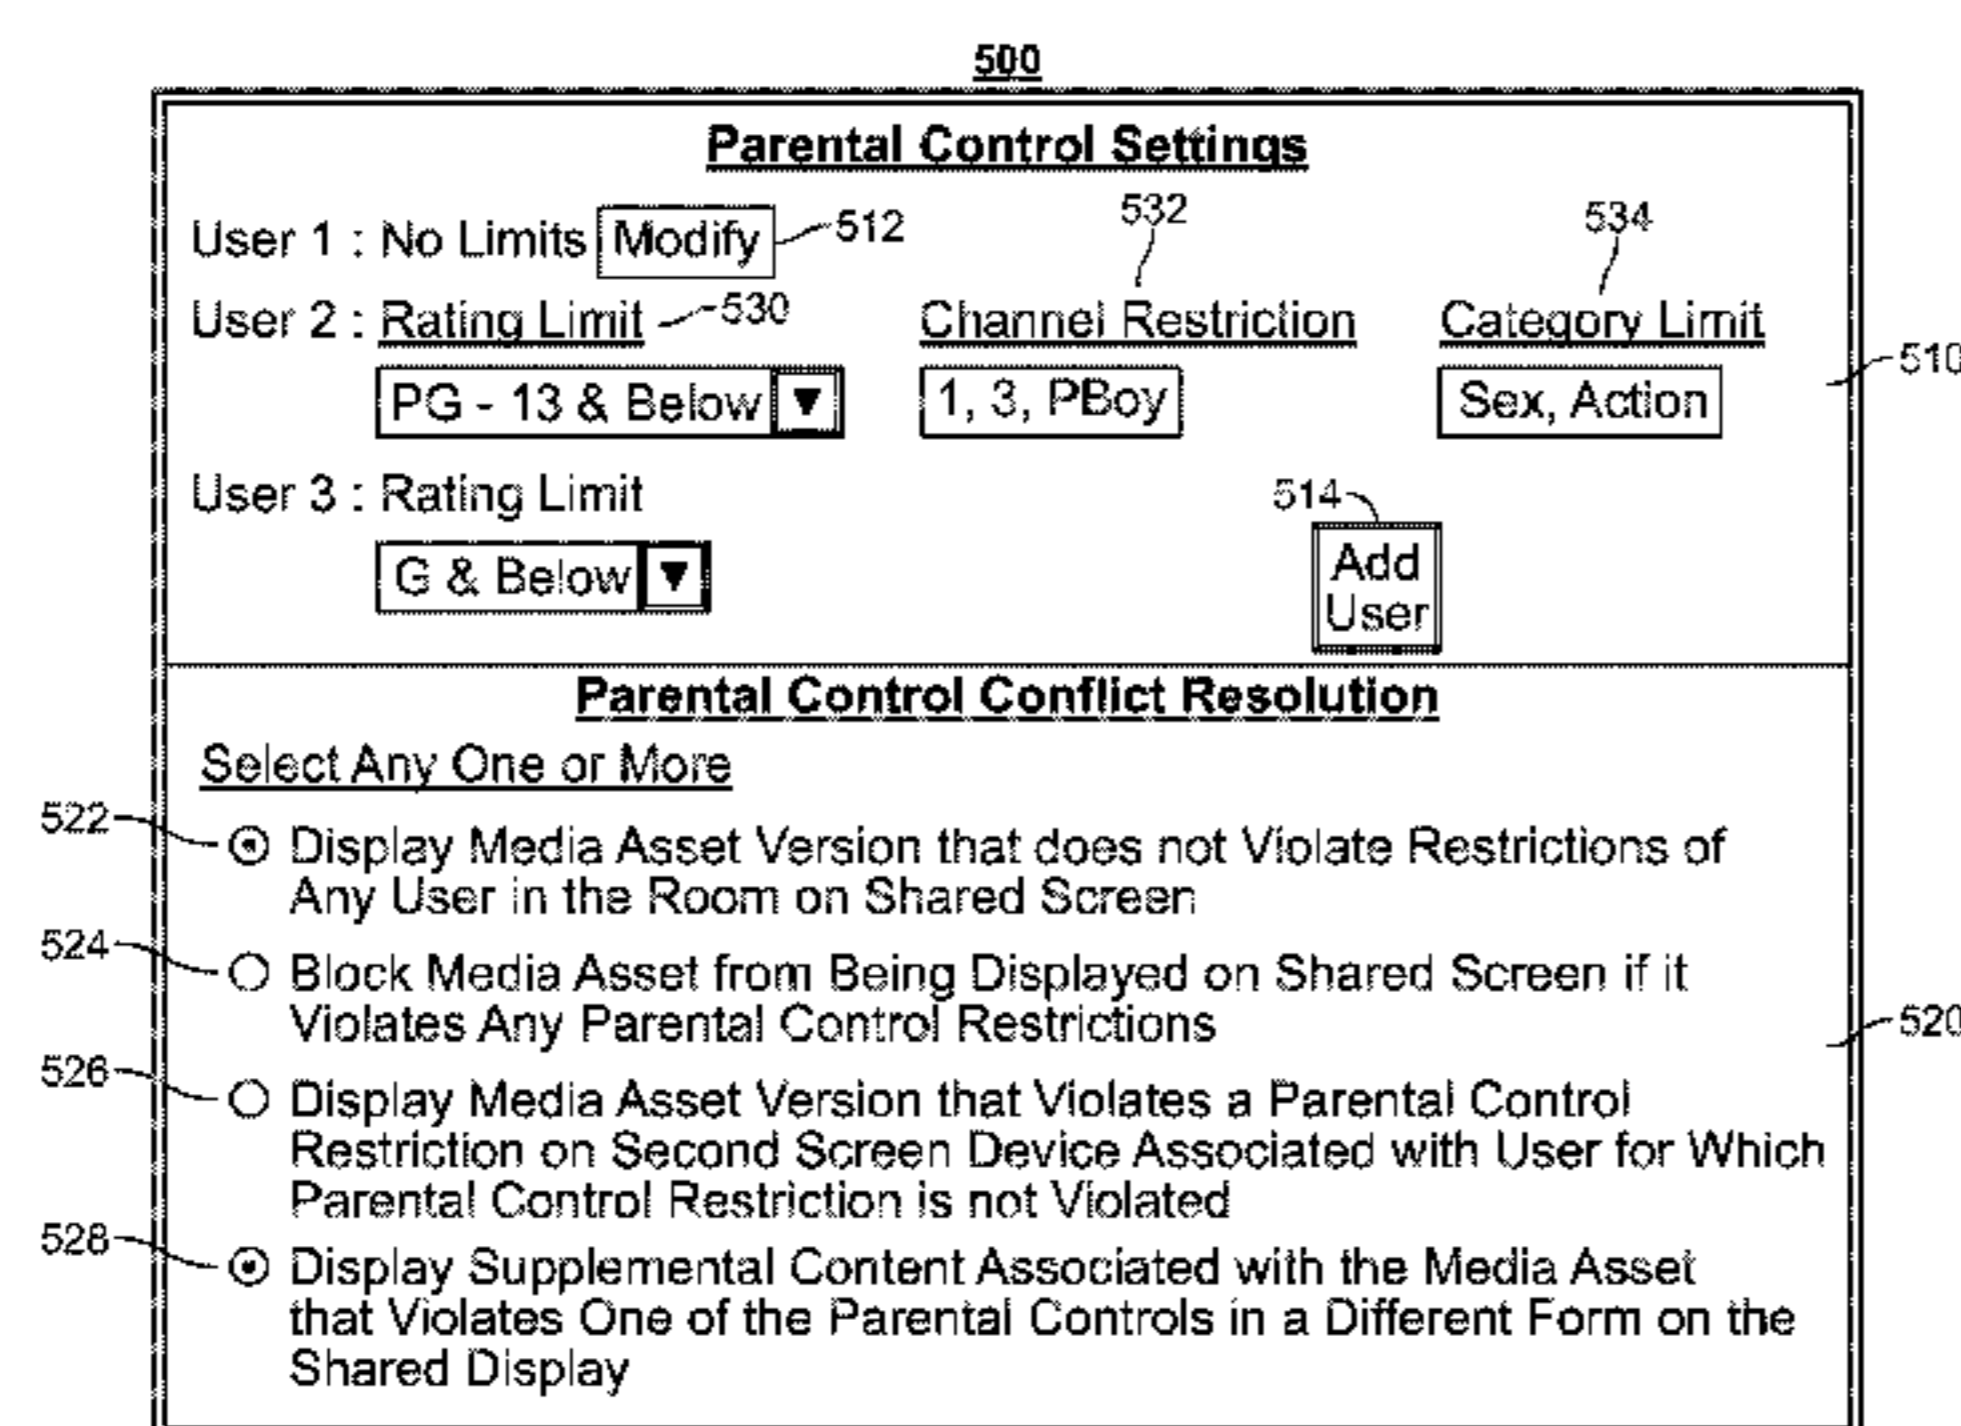 500
Parental Control Settings
User 1 : No Limits Modify 512 532 534
User 2 : Rating Limit 530 Channel Restriction Category Limit
510
PG - 13 & Below ▼ 1, 3, PBoy Sex, Action
User 3 : Rating Limit
514
G & Below ▼
Add
User
Parental Control Conflict Resolution
Select Any One or More
522
Display Media Asset Version that does not Violate Restrictions of
Any User in the Room on Shared Screen
524
Block Media Asset from Being Displayed on Shared Screen if it
Violates Any Parental Control Restrictions
520
526
Display Media Asset Version that Violates a Parental Control
Restriction on Second Screen Device Associated with User for Which
Parental Control Restriction is not Violated
528
Display Supplemental Content Associated with the Media Asset
that Violates One of the Parental Controls in a Different Form on the
Shared Display